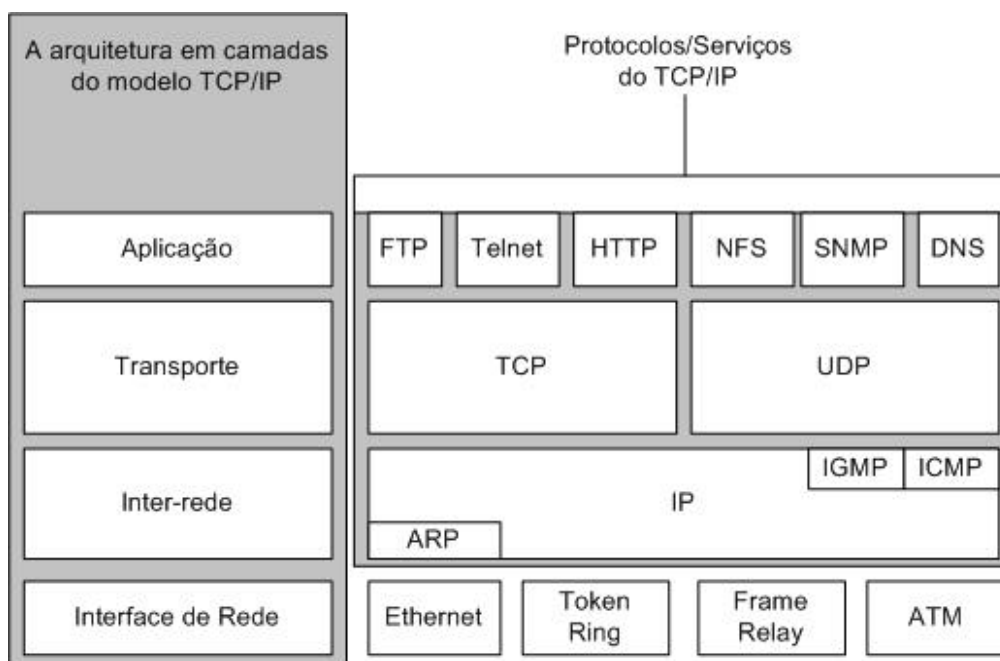 A arquitetura em camadas
do modelo TCP/IP
Protocolos/Serviços
do TCP/IP
Aplicação
FTP
Telnet
HTTP
NFS
SNMP
DNS
Transporte
TCP
UDP
Inter-rede
IP
IGMP
ICMP
ARP
Interface de Rede
Ethernet
Token
Ring
Frame
Relay
ATM